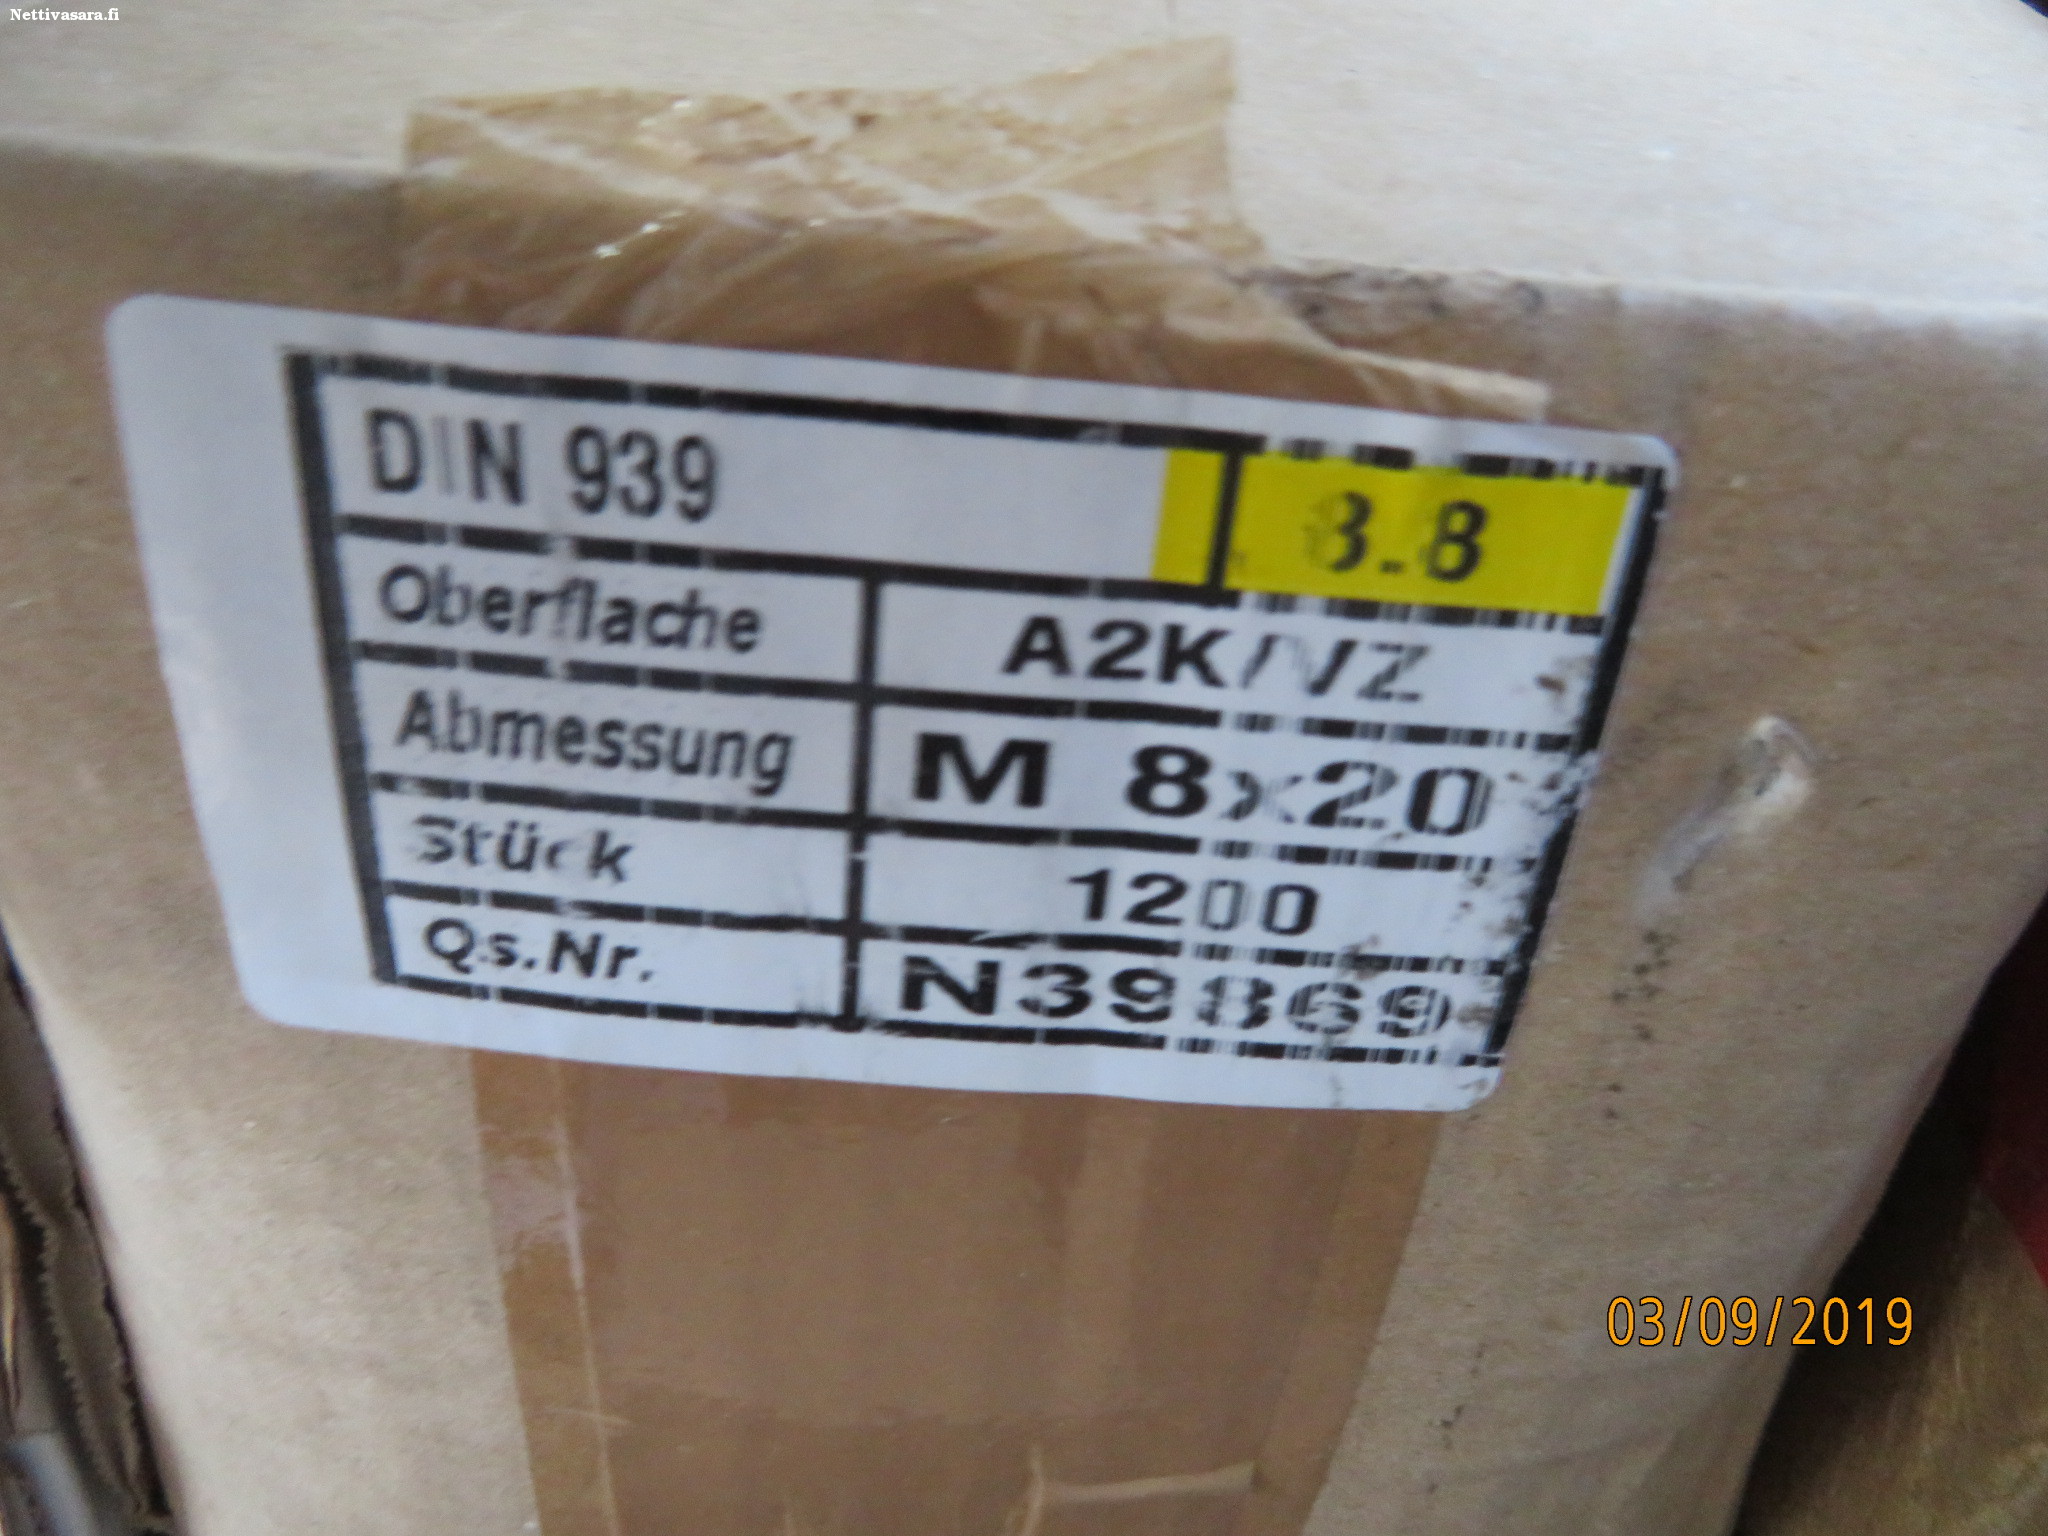 Nettivasara.fi
DIN 939 8.8
Oberflache A2K/VZ
Abmessung M 8x20
Stück 1200
Qs.Nr. N39869
03/09/2019